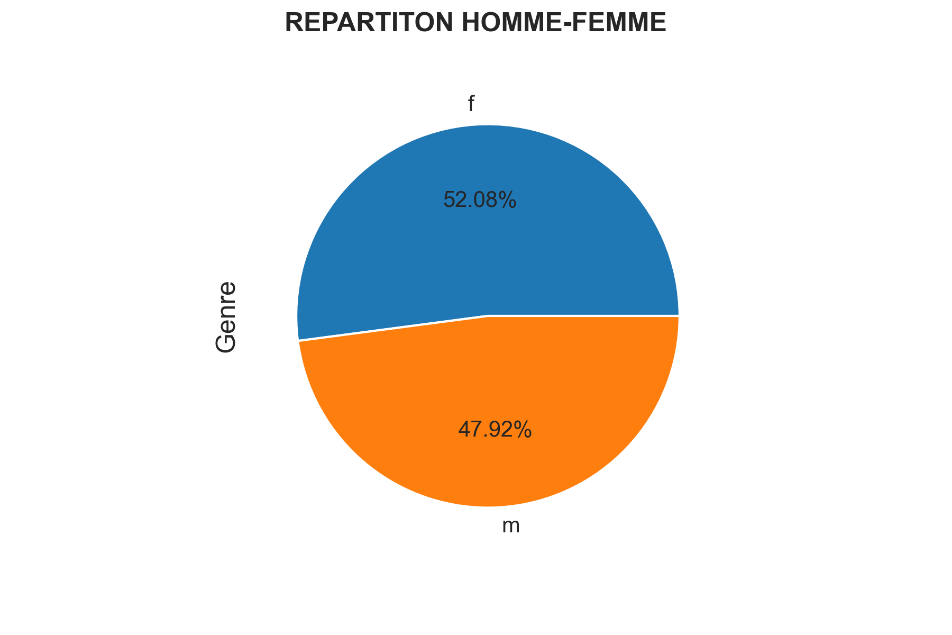 REPARTITON HOMME-FEMME
f
52.08%
Genre
47.92%
m